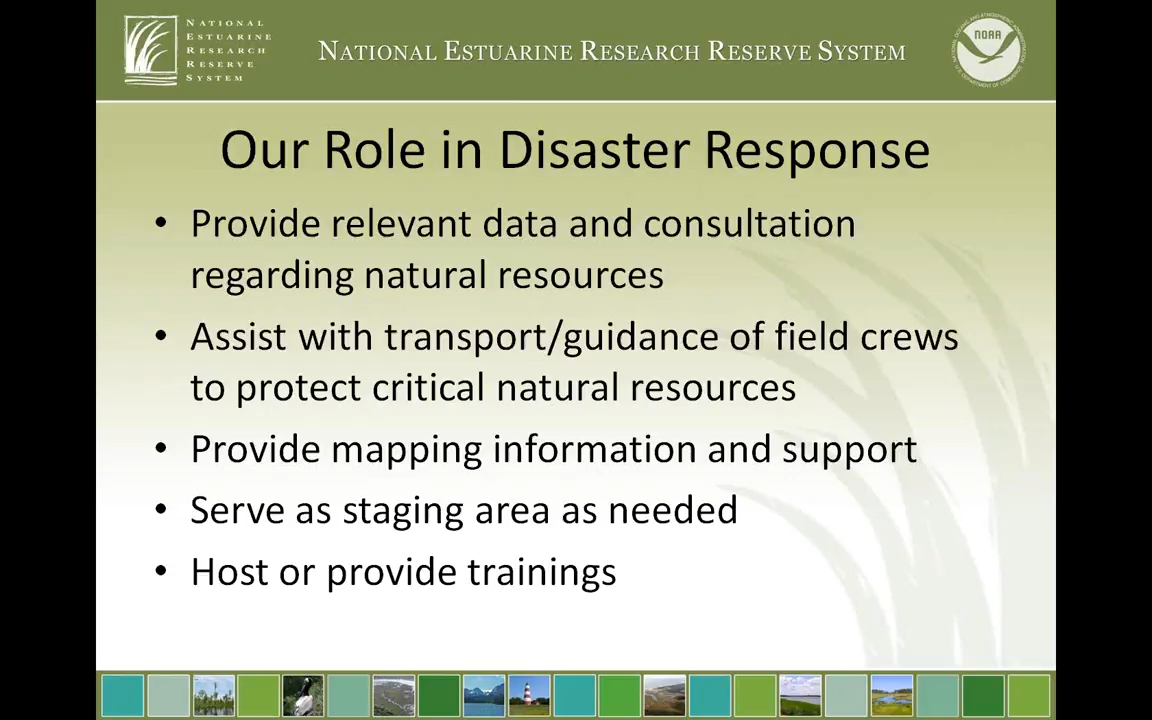 NATIONAL
ESTUARINE
RESEARCH
RESERVE
SYSTEM
NATIONAL ESTUARINE RESEARCH RESERVE SYSTEM
NOAA
Our Role in Disaster Response
• Provide relevant data and consultation
regarding natural resources
• Assist with transport/guidance of field crews
to protect critical natural resources
• Provide mapping information and support
• Serve as staging area as needed
• Host or provide trainings